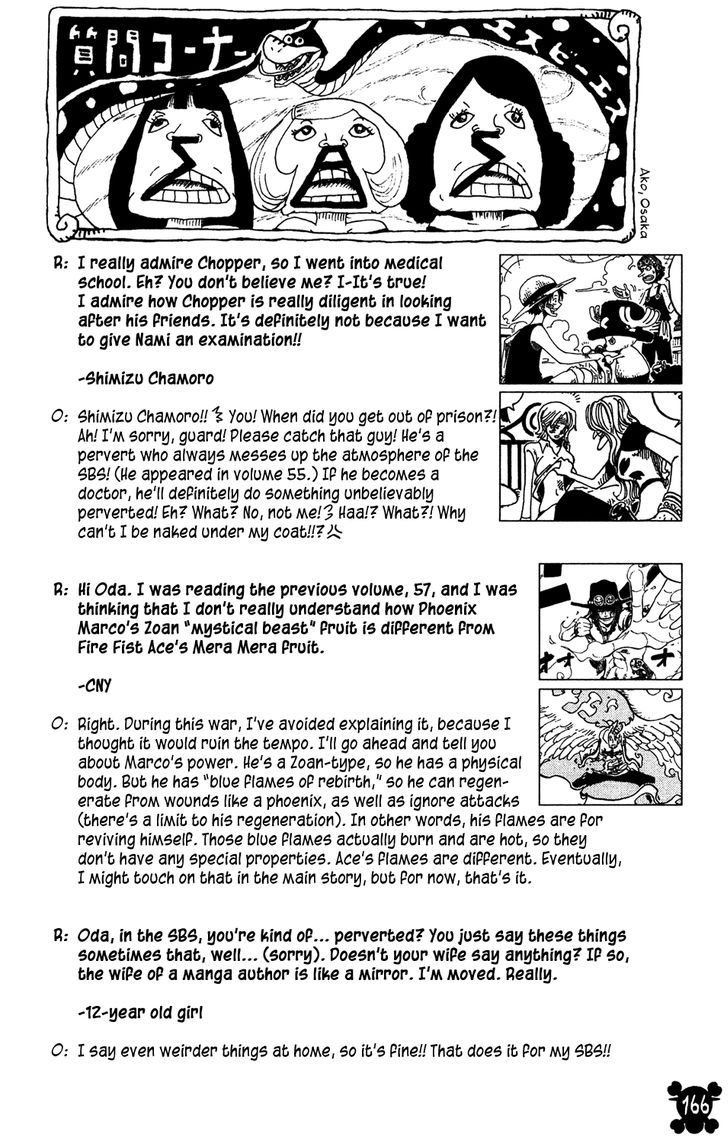 質問コーナー
エスビーエス
Ako, Osaka
R: I really admire Chopper, so I went into medical
school. Eh? You don't believe me? I-It's true!
I admire how Chopper is really diligent in looking
after his friends. It's definitely not because I want
to give Nami an examination!!
-Shimizu Chamoro
O: Shimizu Chamoro!! You! When did you get out of prison?!
Ah! I'm sorry, guard! Please catch that guy! He's a
pervert who always messes up the atmosphere of the
SBS! (He appeared in volume 55.) If he becomes a
doctor, he'll definitely do something unbelievably
perverted! Eh? What? No, not me! Haa!? What?! Why
can't I be naked under my coat!!?
R: Hi Oda. I was reading the previous volume, 57, and I was
thinking that I don't really understand how Phoenix
Marco's Zoan "mystical beast" fruit is different from
Fire Fist Ace's Mera Mera fruit.
-CNY
O: Right. During this war, I've avoided explaining it, because I
thought it would ruin the tempo. I'll go ahead and tell you
about Marco's power. He's a Zoan-type, so he has a physical
body. But he has "blue flames of rebirth," so he can regen-
erate from wounds like a phoenix, as well as ignore attacks
(there's a limit to his regeneration). In other words, his flames are for
reviving himself. Those blue flames actually burn and are hot, so they
don't have any special properties. Ace's flames are different. Eventually,
I might touch on that in the main story, but for now, that's it.
R: Oda, in the SBS, you're kind of... perverted? You just say these things
sometimes that, well... (sorry). Doesn't your wife say anything? If so,
the wife of a manga author is like a mirror. I'm moved. Really.
-12-year old girl
O: I say even weirder things at home, so it's fine!! That does it for my SBS!!
166